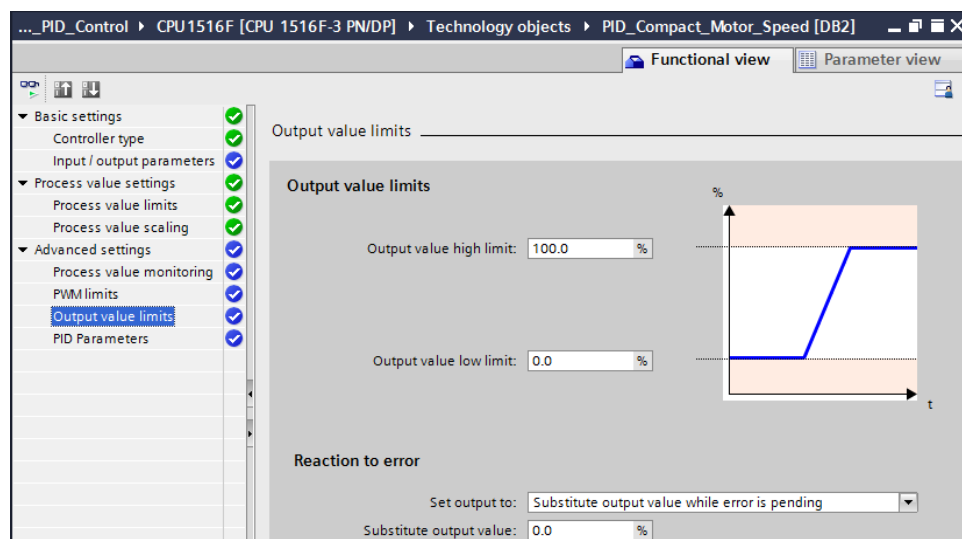 ..._PID_Control ▸ CPU1516F [CPU 1516F-3 PN/DP] ▸ Technology objects ▸ PID_Compact_Motor_Speed [DB2]
Functional view
Parameter view
Basic settings
Controller type
Input / output parameters
Process value settings
Process value limits
Process value scaling
Advanced settings
Process value monitoring
PWM limits
Output value limits
PID Parameters
Output value limits
Output value limits
%
Output value high limit: 100.0 %
Output value low limit: 0.0 %
t
Reaction to error
Set output to: Substitute output value while error is pending
Substitute output value: 0.0 %